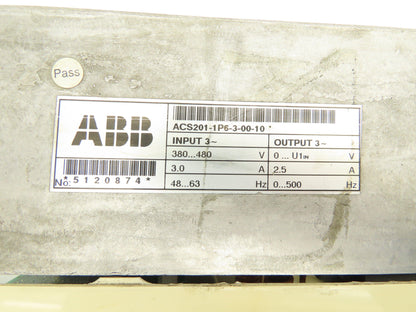 Pass
ABB
ACS201-1P6-3-00-10 *
INPUT 3~ OUTPUT 3~
380...480 V 0 ... U1IN V
3.0 A 2.5 A
48...63 Hz 0...500 Hz
No. *5120874*